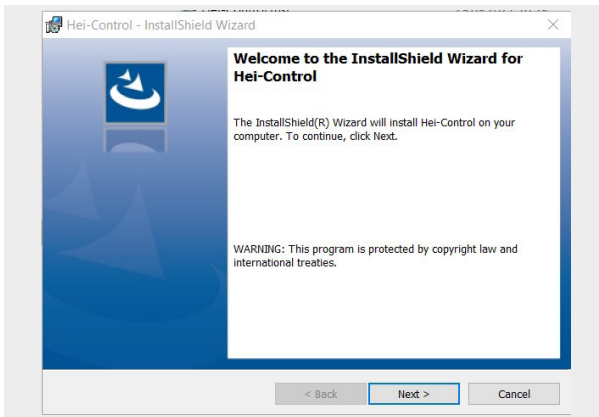 Hei-Control - InstallShield Wizard
Welcome to the InstallShield Wizard for
Hei-Control
The InstallShield(R) Wizard will install Hei-Control on your
computer. To continue, click Next.
WARNING: This program is protected by copyright law and
international treaties.
< Back Next > Cancel